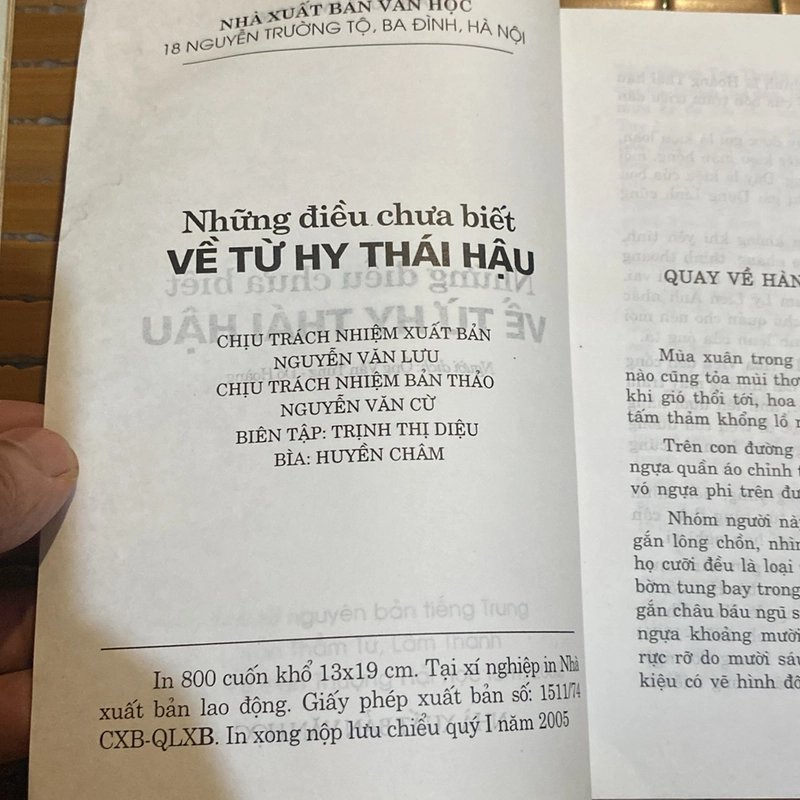 NHÀ XUẤT BẢN VĂN HỌC
18 NGUYỄN TRƯỜNG TỘ, BA ĐÌNH, HÀ NỘI
Những điều chưa biết
VỀ TỪ HY THÁI HẬU
CHỊU TRÁCH NHIỆM XUẤT BẢN
NGUYỄN VĂN LƯU
CHỊU TRÁCH NHIỆM BẢN THẢO
NGUYỄN VĂN CỪ
BIÊN TẬP: TRỊNH THỊ DIỆU
BÌA: HUYỀN CHÂM
nguyên bản tiếng Trung
In 800 cuốn khổ 13x19 cm. Tại xí nghiệp in Nhà
xuất bản lao động. Giấy phép xuất bản số: 1511/74
CXB-QLXB. In xong nộp lưu chiểu quý I năm 2005
QUAY VỀ HÀN
Mùa xuân trong
nào cũng tỏa mùi thơ
khi gió thổi tới, hoa
tấm thảm khổng lồ
Trên con đường
ngựa quần áo chỉnh
vó ngựa phi trên đư
Nhóm người nà
gắn lông chồn, nhìn
họ cưỡi đều là loại
bờm tung bay trong
gắn châu báu ngũ s
ngựa khoảng mười
rực rỡ do mười sáu
kiệu có vẽ hình đô